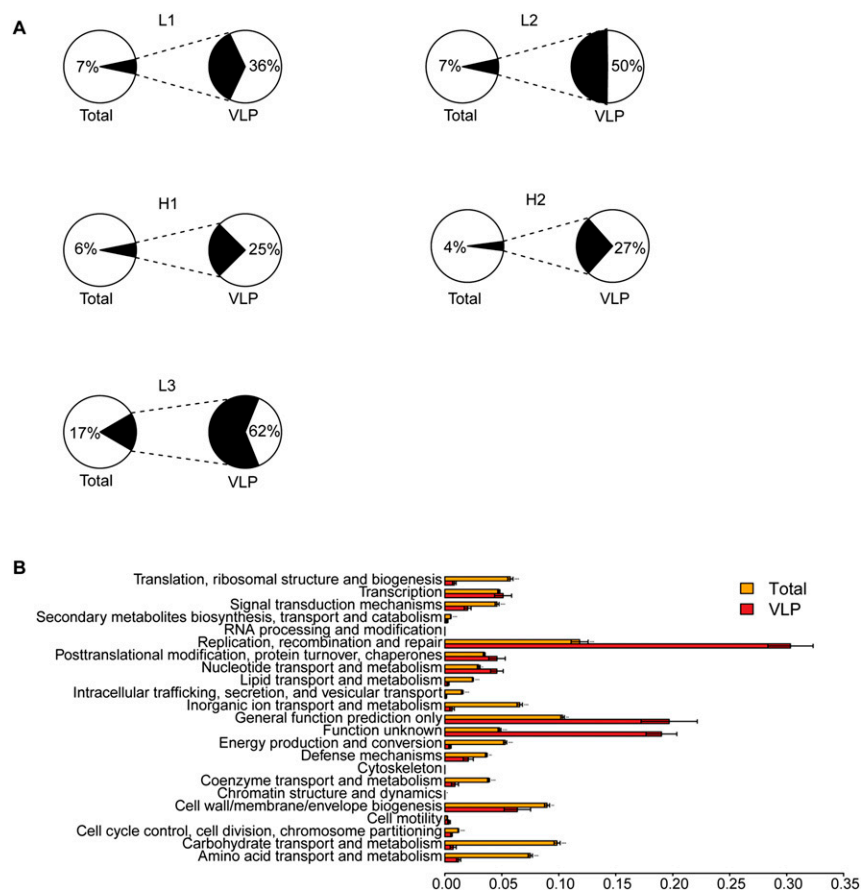 A
L1
L2
7%
36%
7%
50%
Total
VLP
Total
VLP
H1
H2
6%
25%
4%
27%
Total
VLP
Total
VLP
L3
17%
62%
Total
VLP
B
Translation, ribosomal structure and biogenesis
Transcription
Signal transduction mechanisms
Secondary metabolites biosynthesis, transport and catabolism
RNA processing and modification
Replication, recombination and repair
Posttranslational modification, protein turnover, chaperones
Nucleotide transport and metabolism
Lipid transport and metabolism
Intracellular trafficking, secretion, and vesicular transport
Inorganic ion transport and metabolism
General function prediction only
Function unknown
Energy production and conversion
Defense mechanisms
Cytoskeleton
Coenzyme transport and metabolism
Chromatin structure and dynamics
Cell wall/membrane/envelope biogenesis
Cell motility
Cell cycle control, cell division, chromosome partitioning
Carbohydrate transport and metabolism
Amino acid transport and metabolism
Total
VLP
0.00 0.05 0.10 0.15 0.20 0.25 0.30 0.35